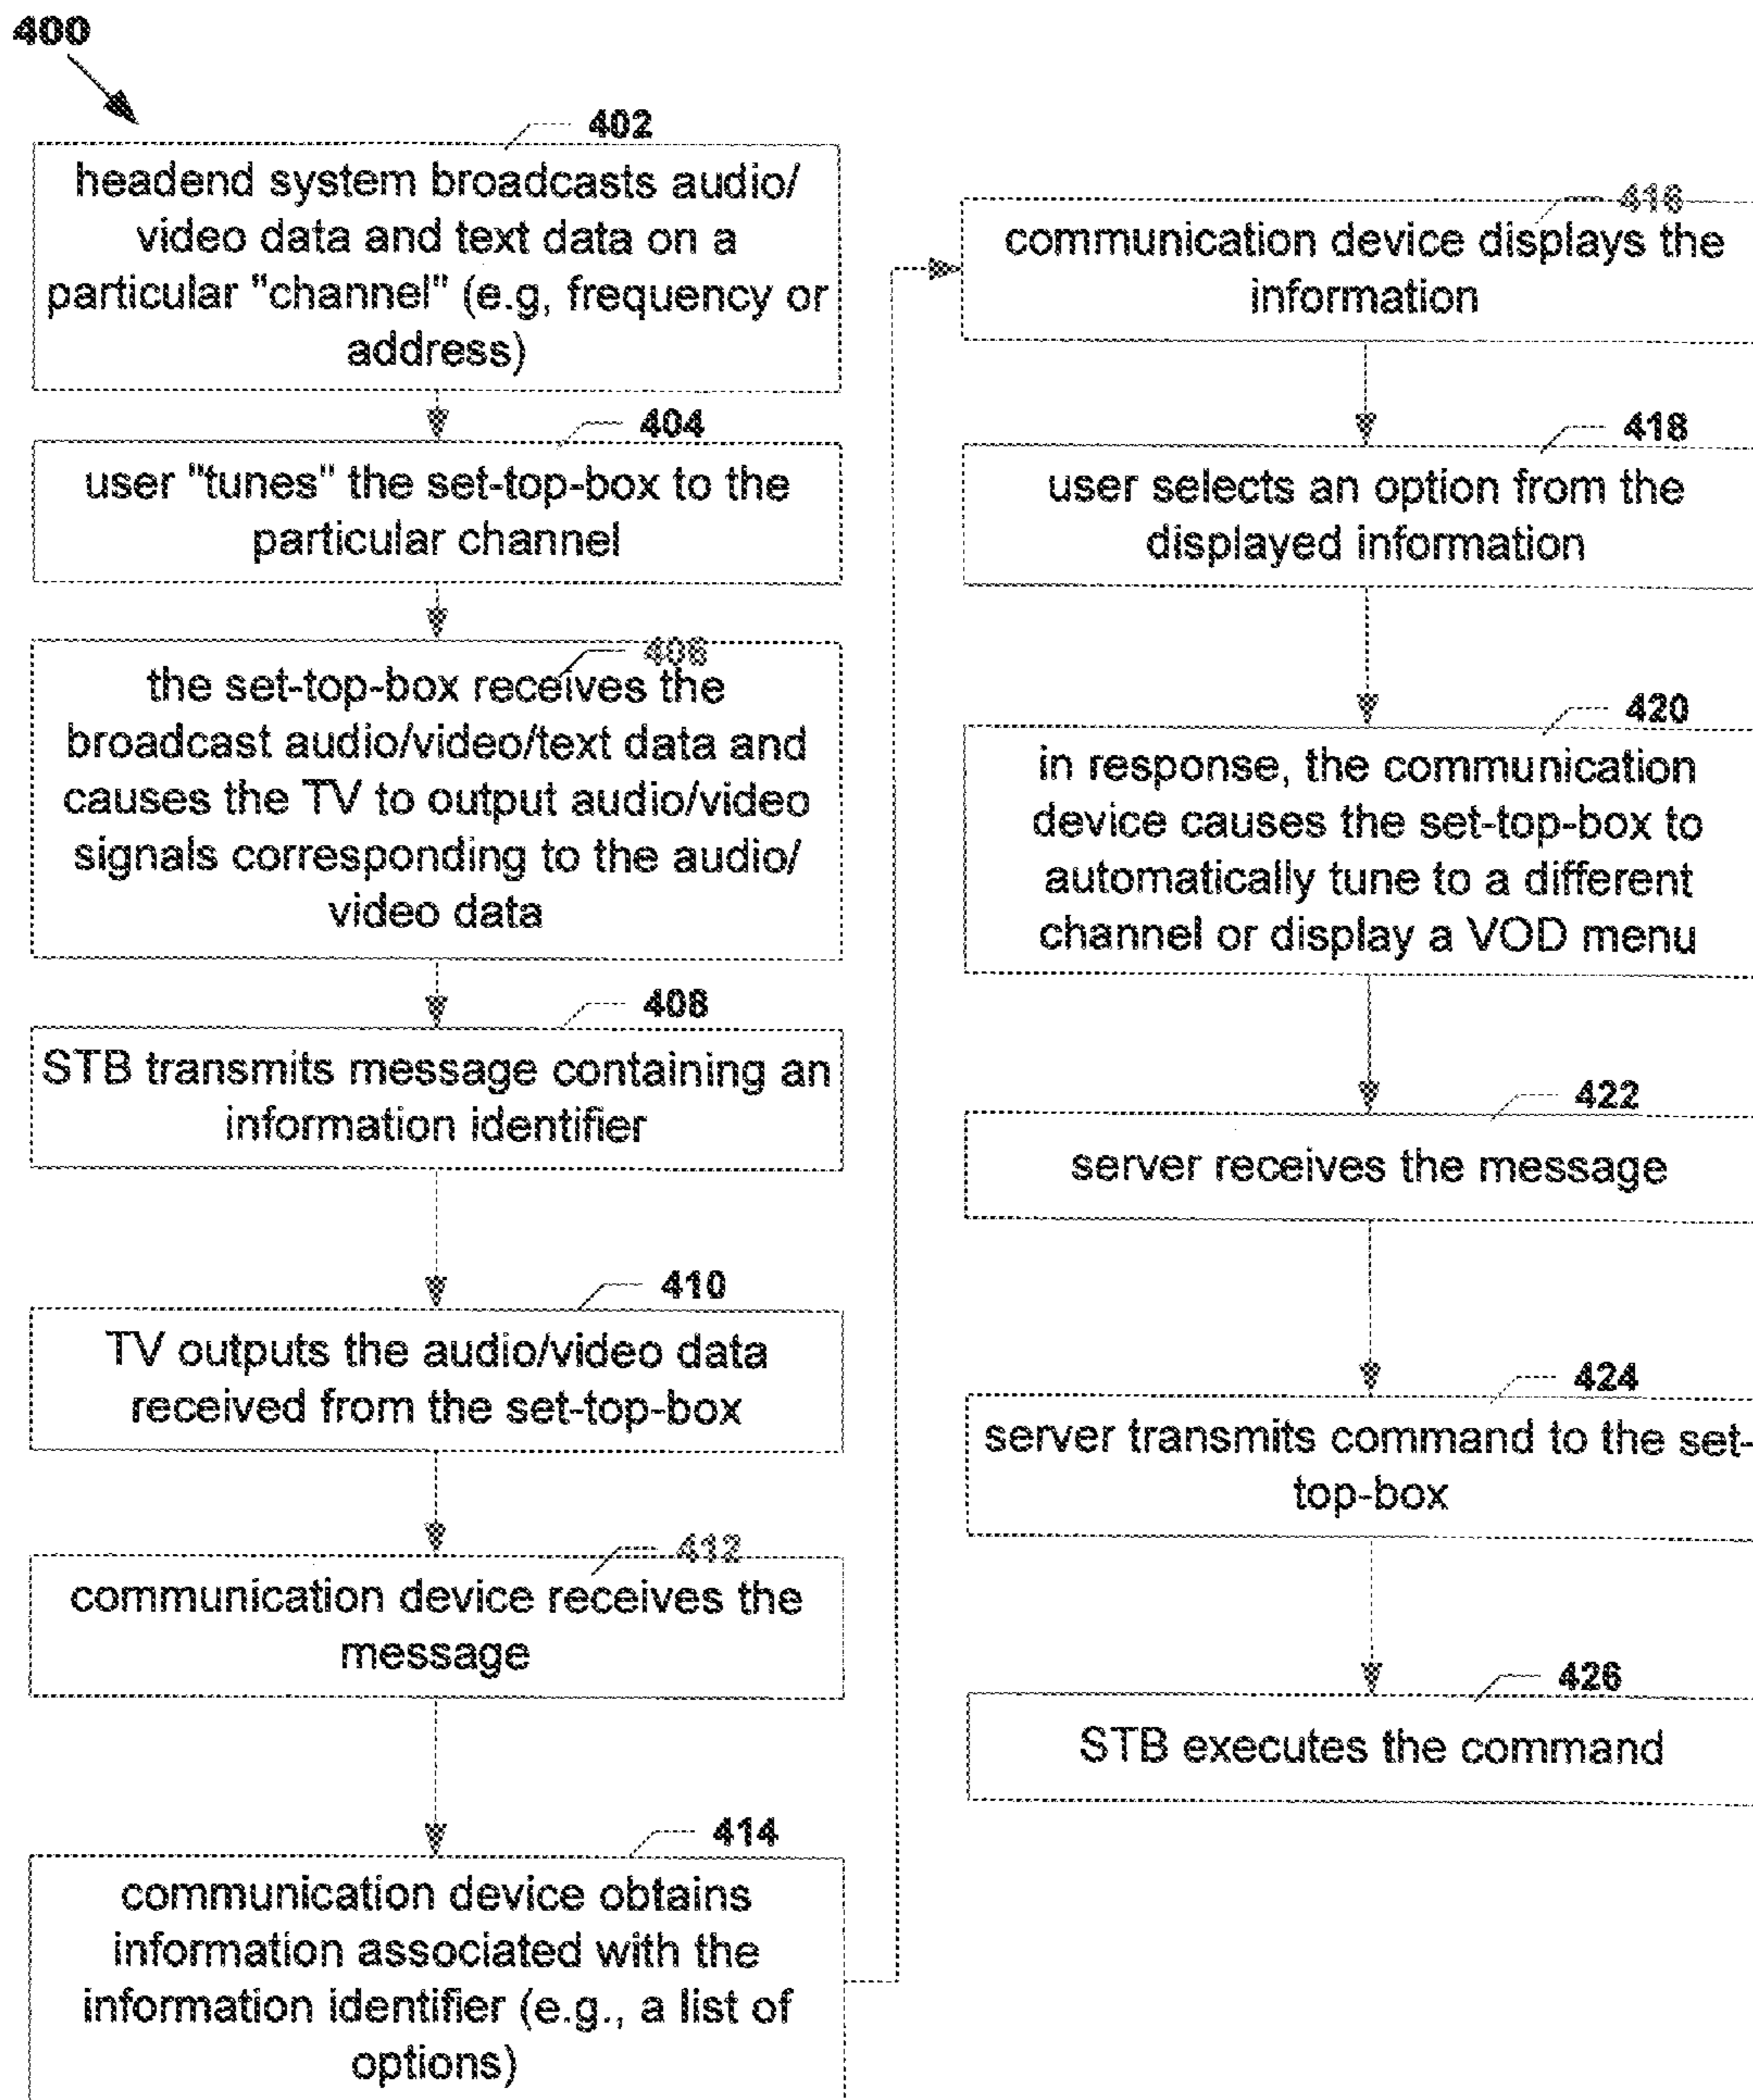 400
402
headend system broadcasts audio/
video data and text data on a
particular "channel" (e.g, frequency or
address)
404
user "tunes" the set-top-box to the
particular channel
406
the set-top-box receives the
broadcast audio/video/text data and
causes the TV to output audio/video
signals corresponding to the audio/
video data
408
STB transmits message containing an
information identifier
410
TV outputs the audio/video data
received from the set-top-box
412
communication device receives the
message
414
communication device obtains
information associated with the
information identifier (e.g., a list of
options)
416
communication device displays the
information
418
user selects an option from the
displayed information
420
in response, the communication
device causes the set-top-box to
automatically tune to a different
channel or display a VOD menu
422
server receives the message
424
server transmits command to the set-
top-box
426
STB executes the command